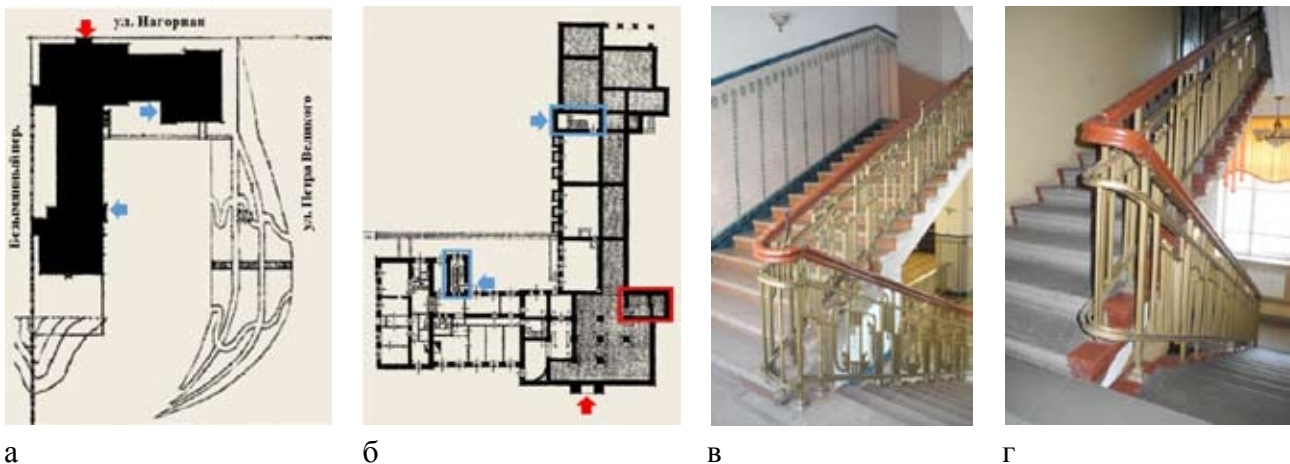 ул. Нагорная
Безымянный пер.
ул. Петра Великого
а
б
в
г